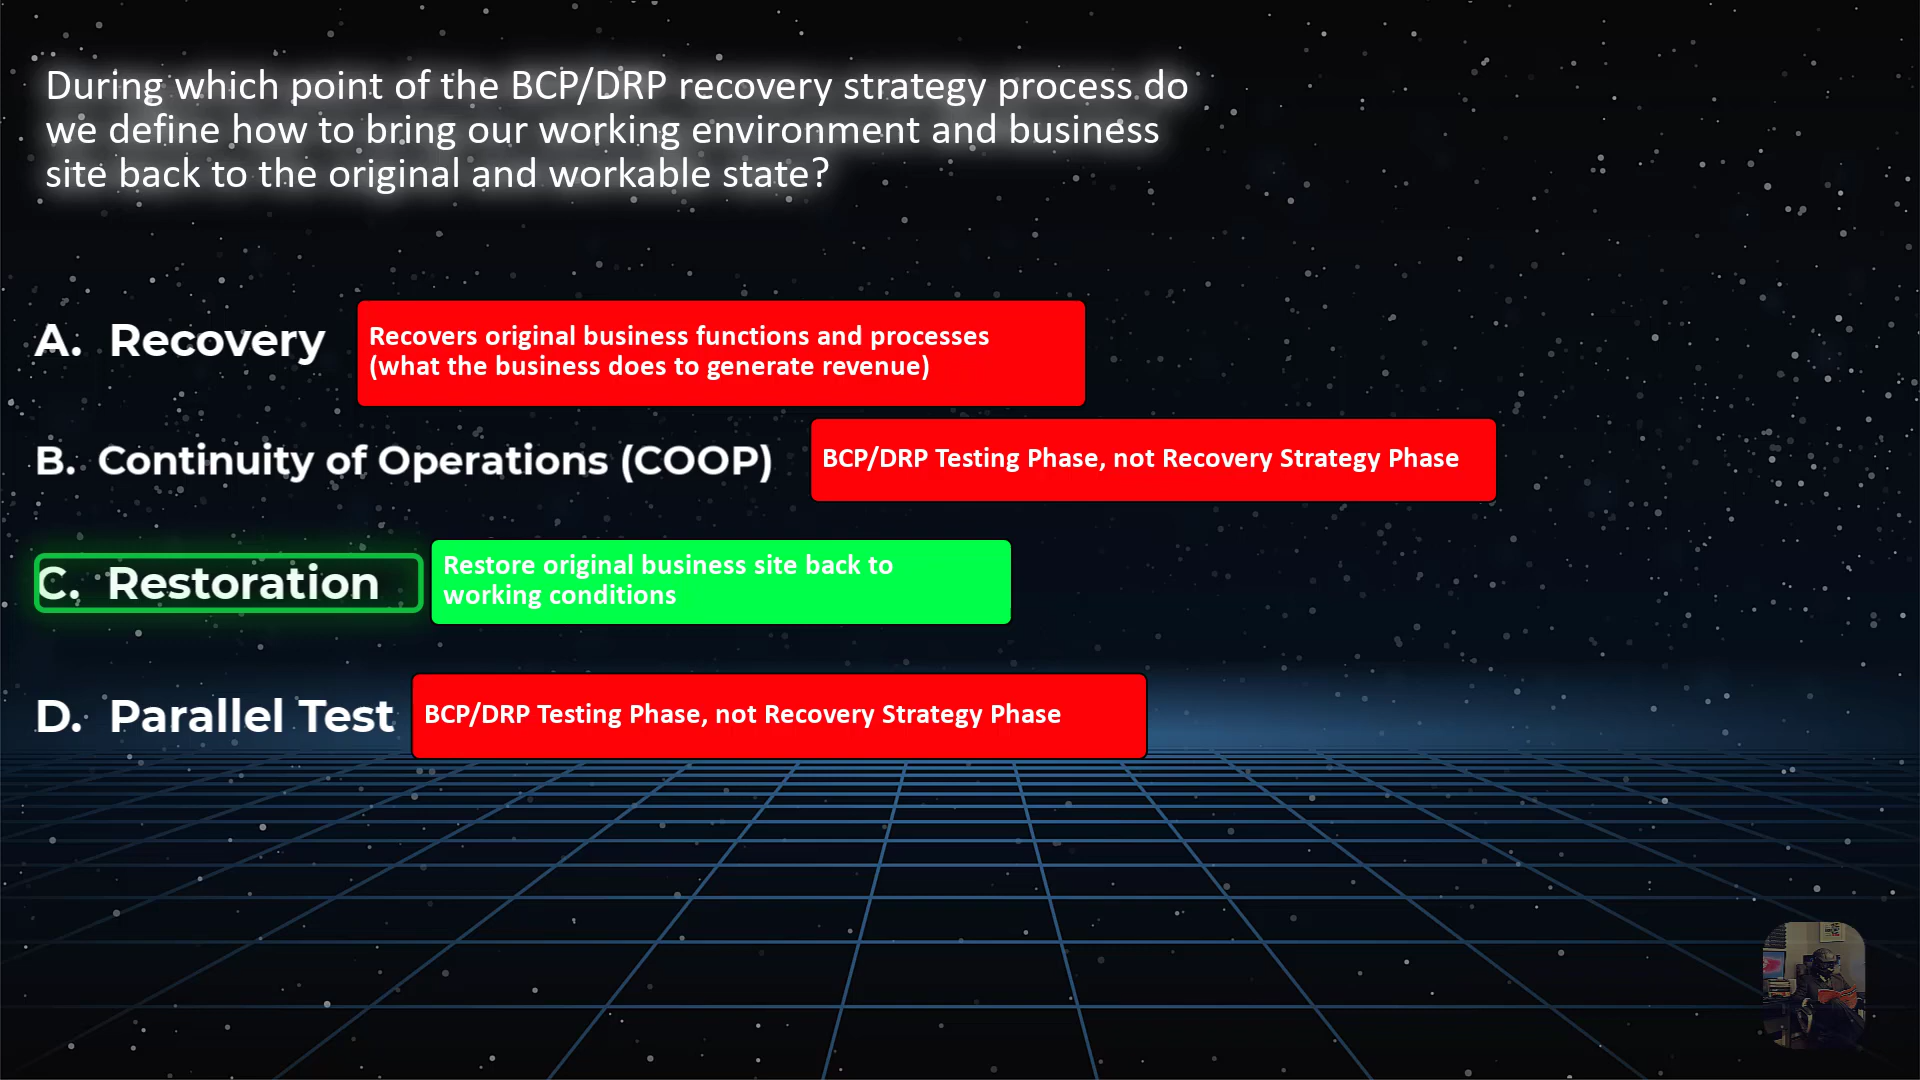 During which point of the BCP/DRP recovery strategy process do
we define how to bring our working environment and business
site back to the original and workable state?
A. Recovery
Recovers original business functions and processes
(what the business does to generate revenue)
B. Continuity of Operations (COOP)
BCP/DRP Testing Phase, not Recovery Strategy Phase
C. Restoration
Restore original business site back to
working conditions
D. Parallel Test
BCP/DRP Testing Phase, not Recovery Strategy Phase